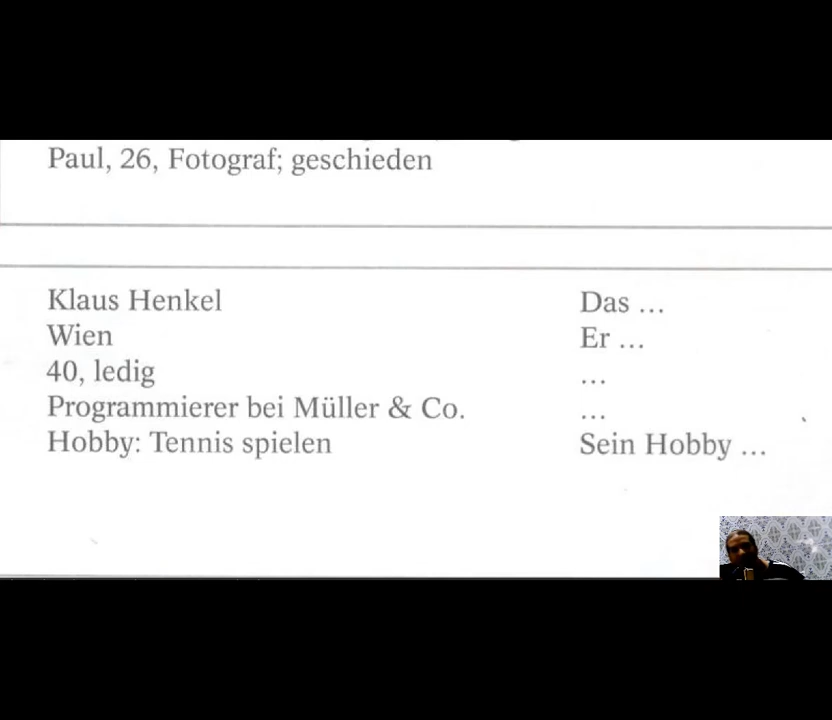 Paul, 26, Fotograf; geschieden
Klaus Henkel Das ...
Wien Er ...
40, ledig ...
Programmierer bei Müller & Co. ...
Hobby: Tennis spielen Sein Hobby ...